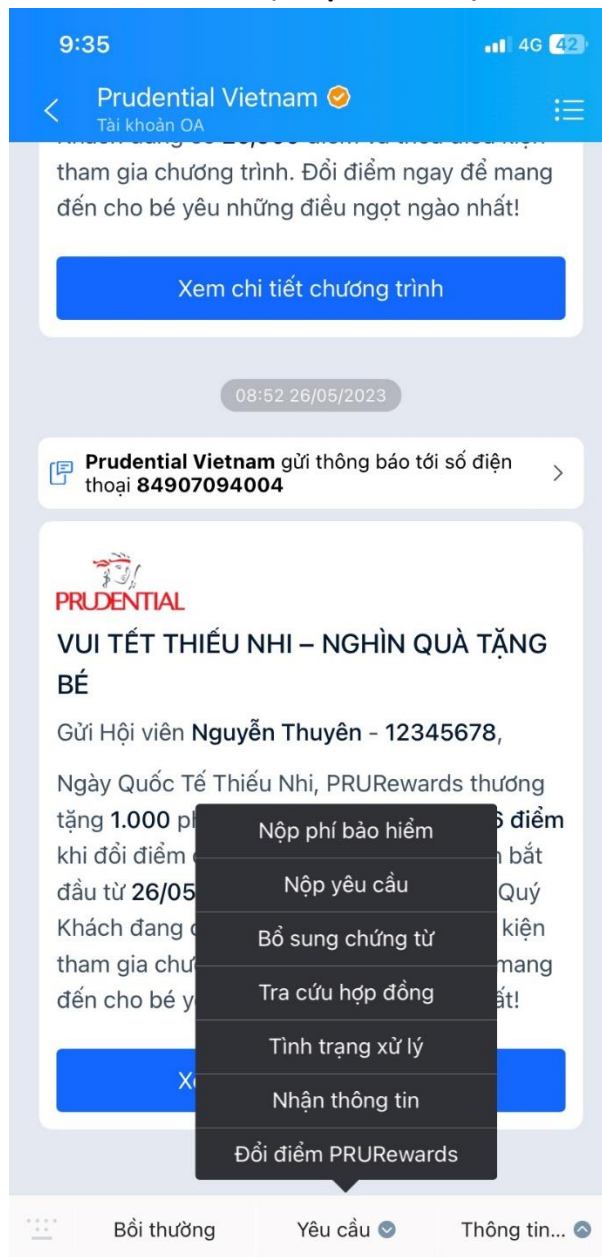 9:35
4G 42
Prudential Vietnam
Tài khoản OA
tham gia chương trình. Đổi điểm ngay để mang
đến cho bé yêu những điều ngọt ngào nhất!
Xem chi tiết chương trình
08:52 26/05/2023
Prudential Vietnam gửi thông báo tới số điện
thoại 84907094004
PRUDENTIAL
VUI TẾT THIẾU NHI – NGHÌN QUÀ TẶNG
BÉ
Gửi Hội viên Nguyễn Thuyên - 12345678,
Ngày Quốc Tế Thiếu Nhi, PRURewards thương
tặng 1.000 điểm
khi đổi điểm bắt
đầu từ 26/05 Quý
Khách đang kiện
tham gia mang
đến cho bé
Nộp phí bảo hiểm
Nộp yêu cầu
Bổ sung chứng từ
Tra cứu hợp đồng
Tình trạng xử lý
Nhận thông tin
Đổi điểm PRURewards
Bồi thường
Yêu cầu
Thông tin...